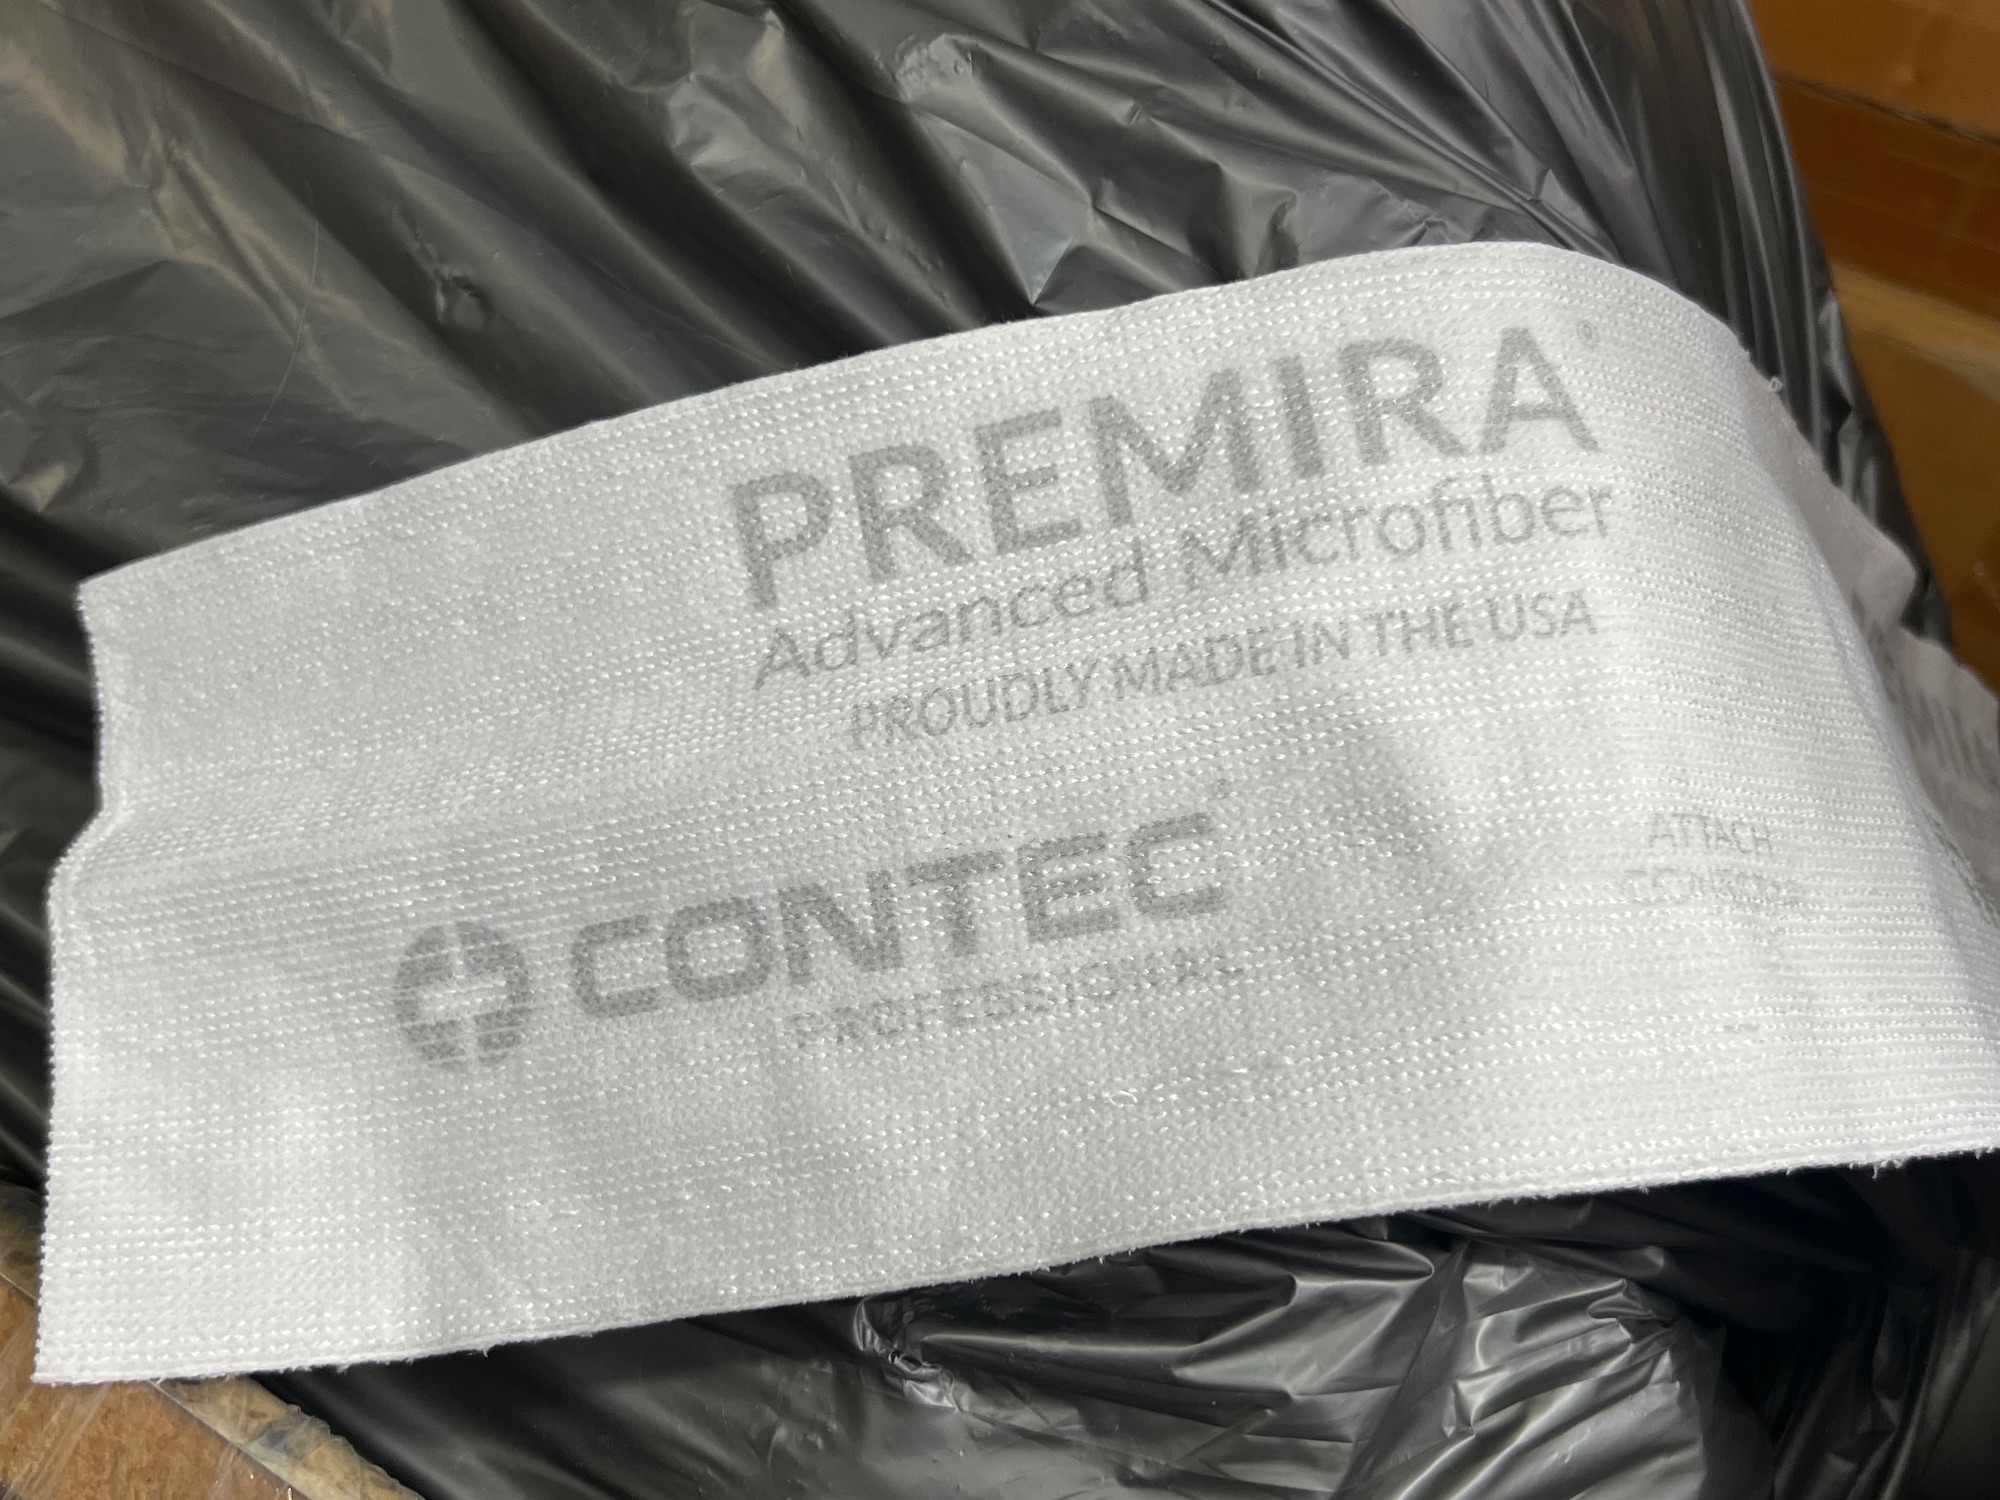 PREMIRA®
Advanced Microfiber
PROUDLY MADE IN THE USA
CONTEC
PROFESSIONAL
ATTACH